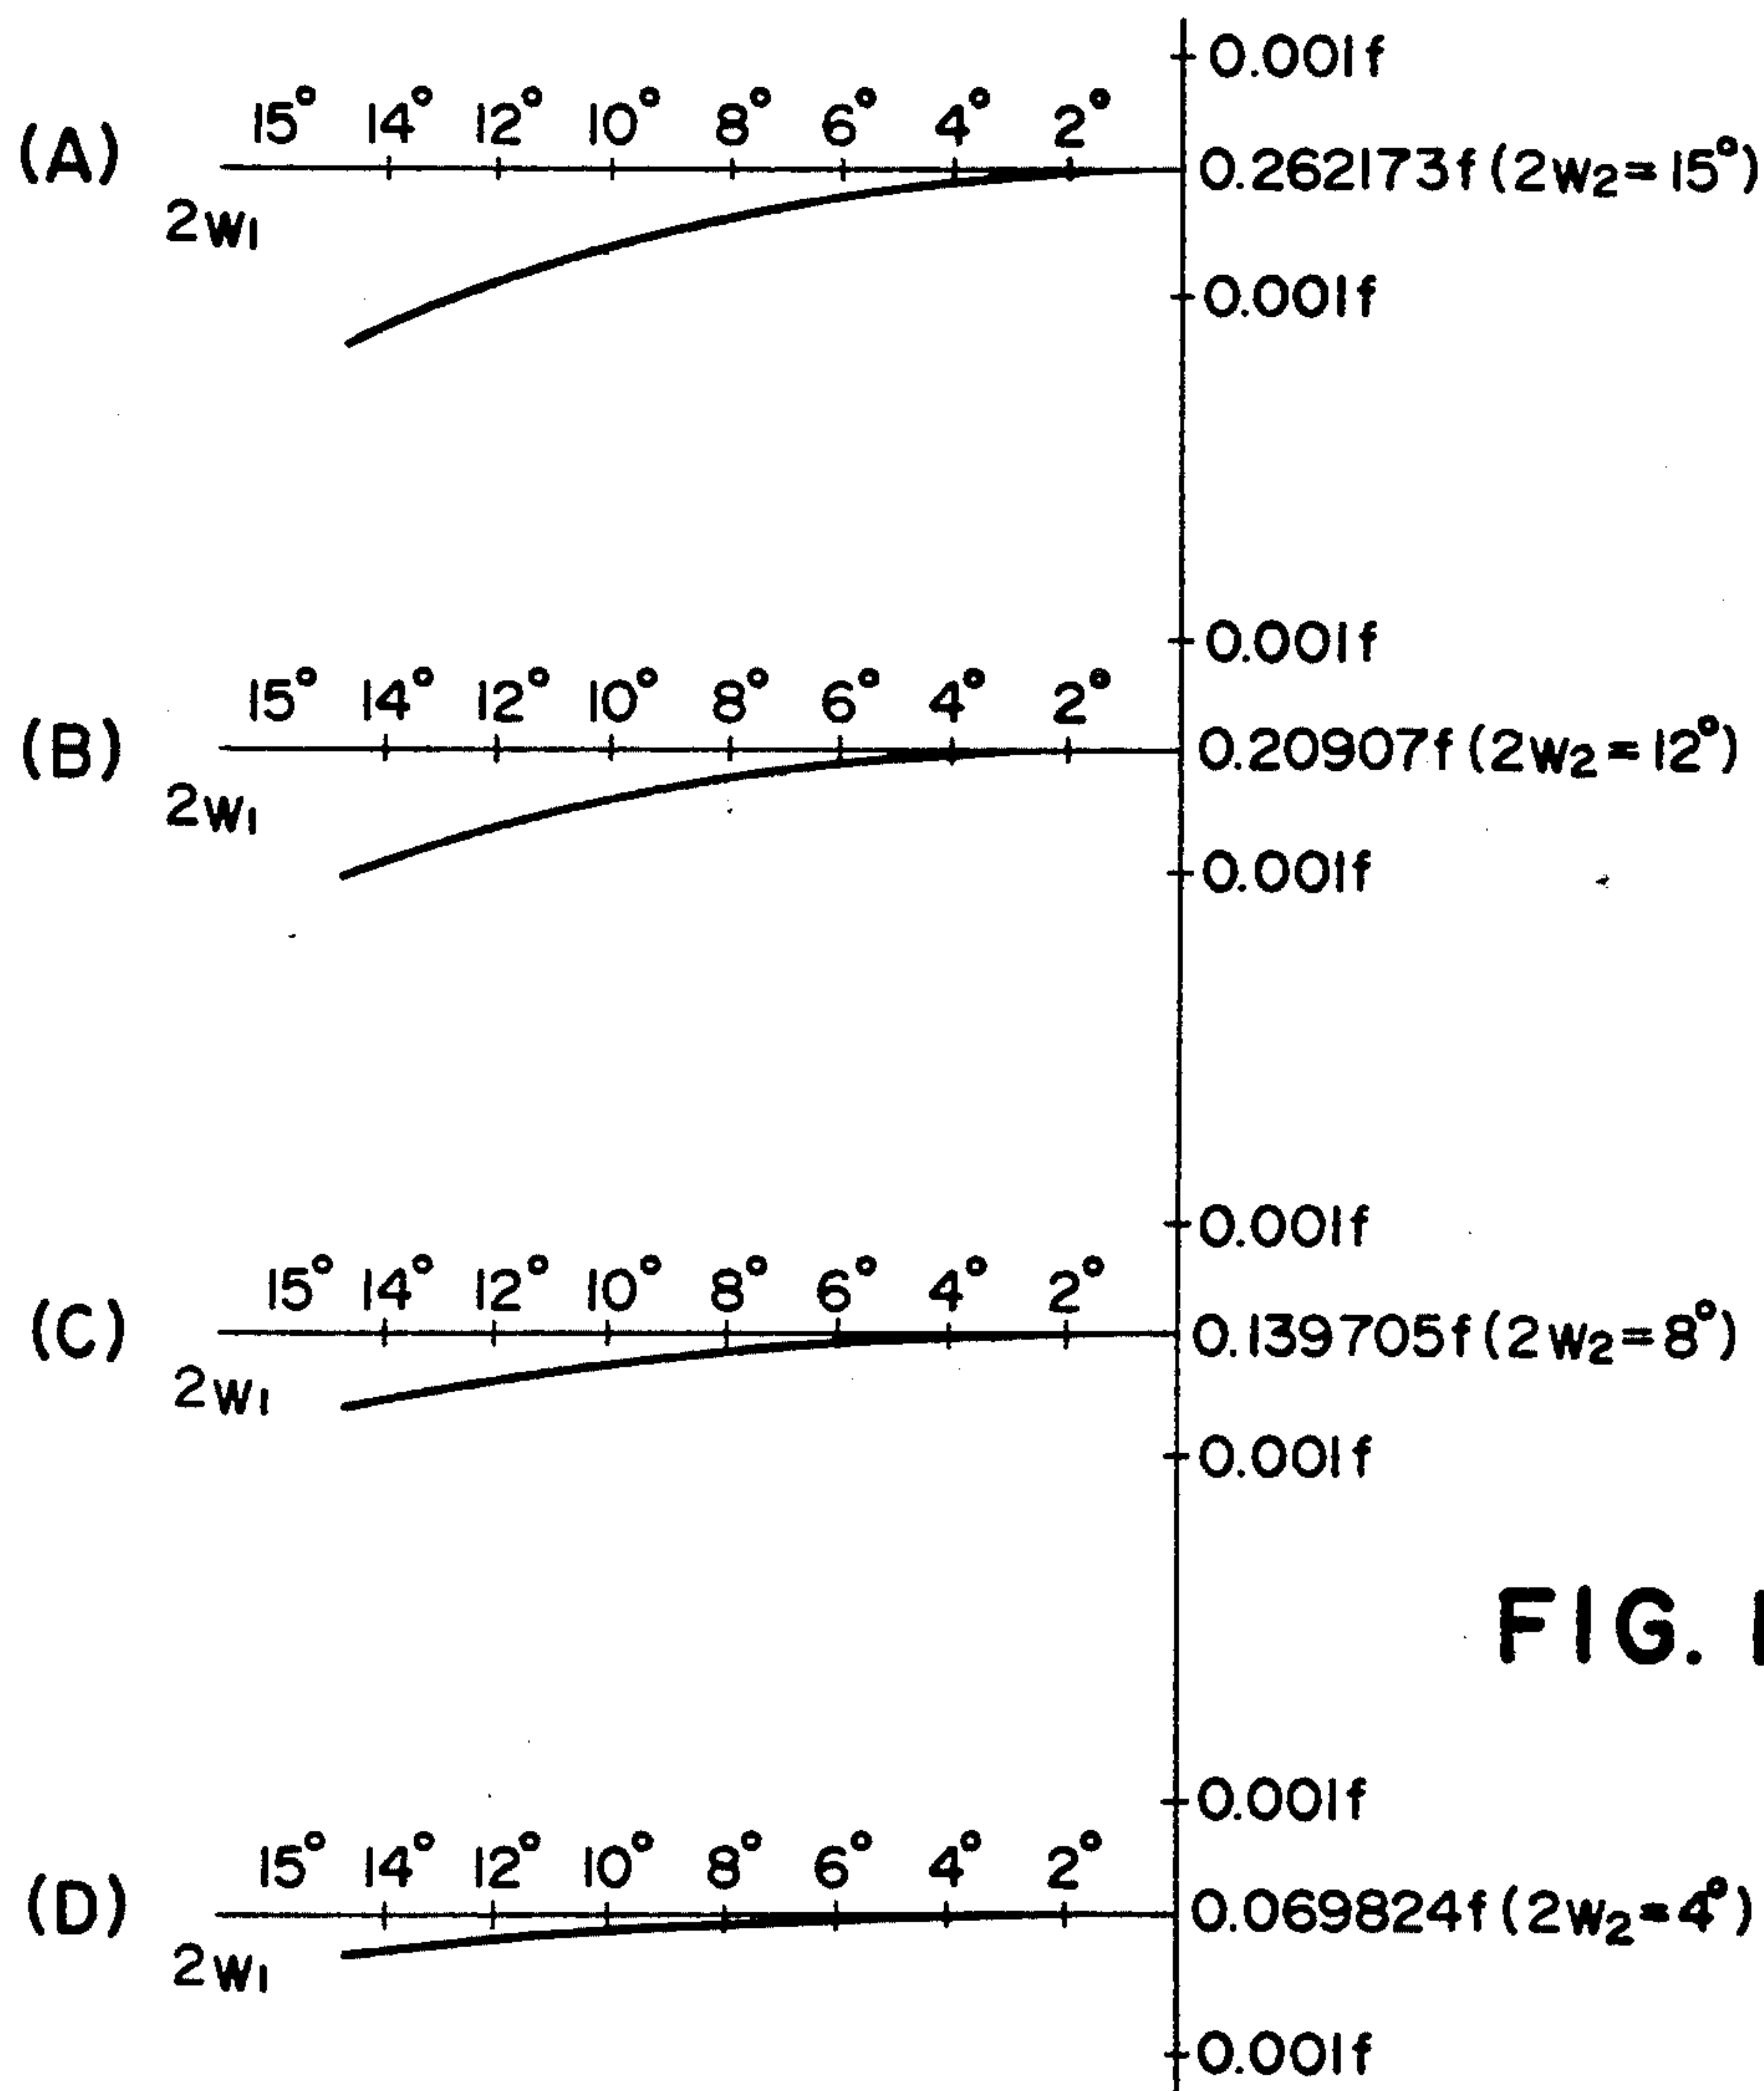 0.001f
15° 14° 12° 10° 8° 6° 4° 2°
(A) 0.262173f(2w₂=15°)
2w₁
0.001f
0.001f
15° 14° 12° 10° 8° 6° 4° 2°
(B) 0.20907f(2w₂=12°)
2w₁
0.001f
0.001f
15° 14° 12° 10° 8° 6° 4° 2°
(C) 0.139705f(2w₂=8°)
2w₁
0.001f
FIG.
0.001f
15° 14° 12° 10° 8° 6° 4° 2°
(D) 0.069824f(2w₂=4°)
2w₁
0.001f